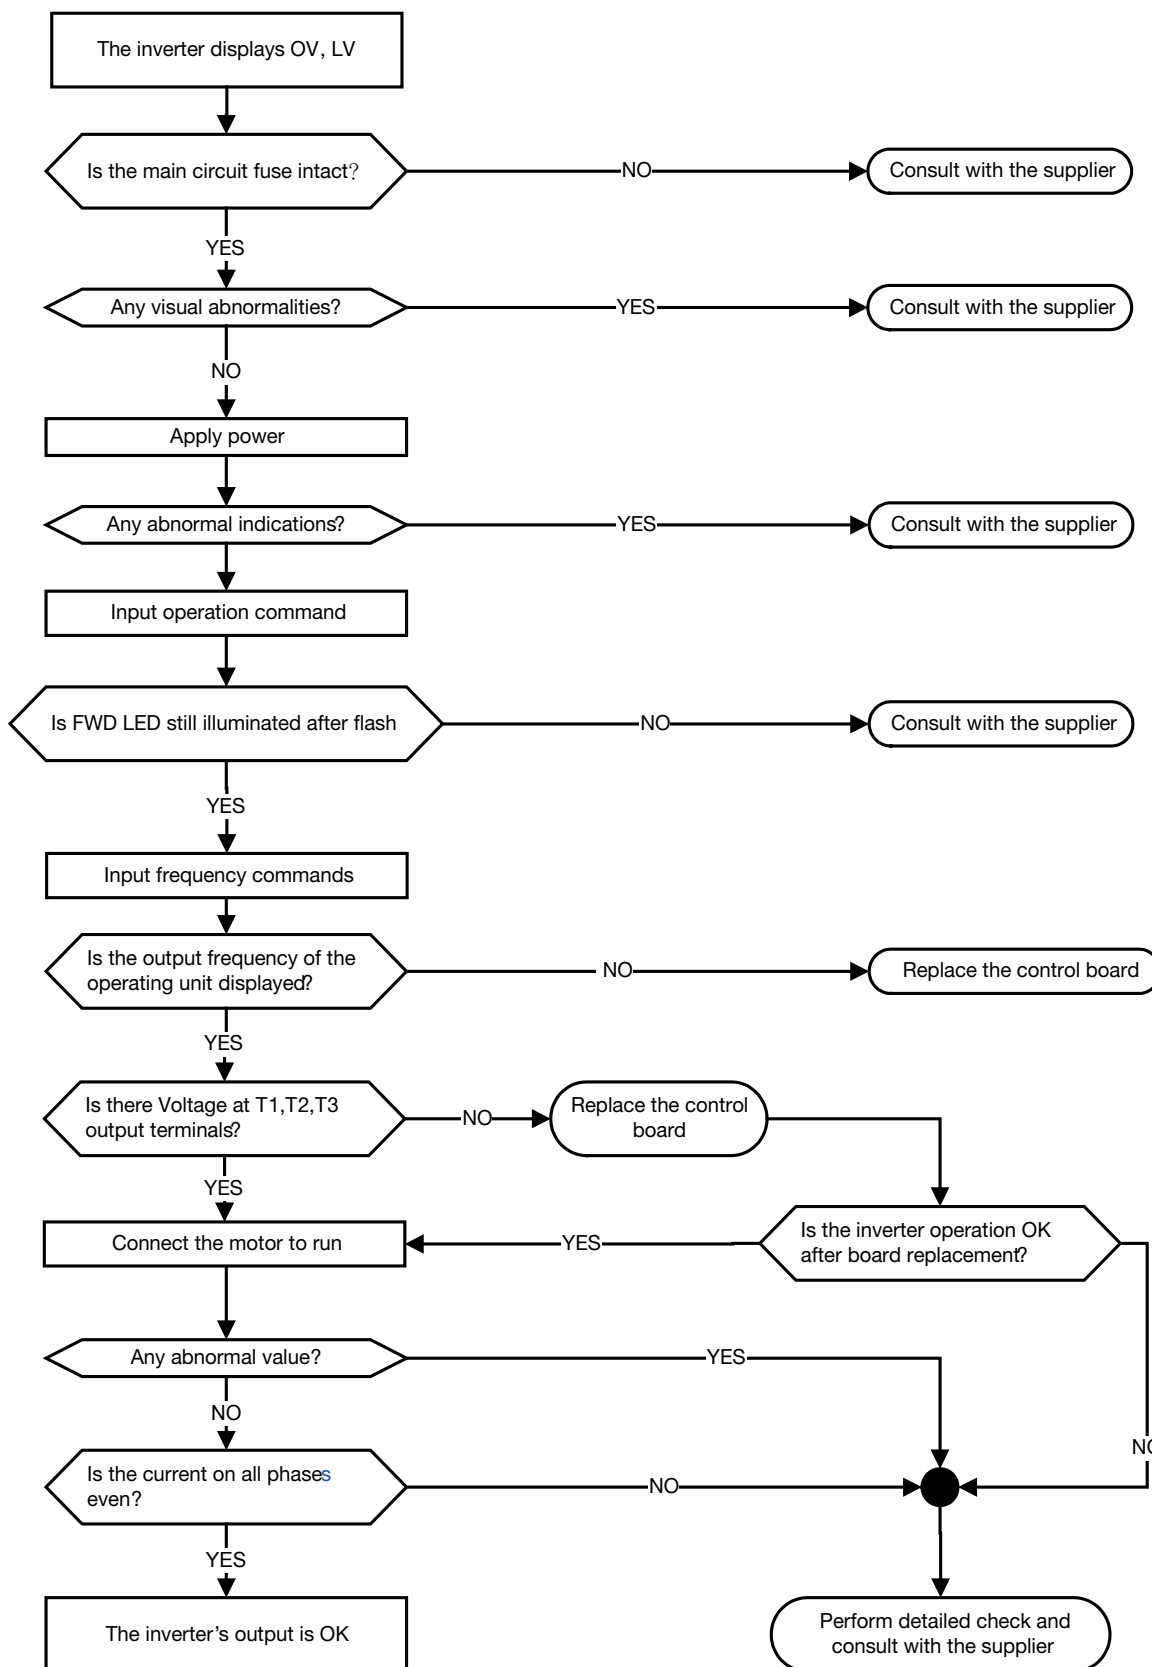 The inverter displays OV, LV
Is the main circuit fuse intact?
NO
Consult with the supplier
YES
Any visual abnormalities?
YES
Consult with the supplier
NO
Apply power
Any abnormal indications?
YES
Consult with the supplier
Input operation command
Is FWD LED still illuminated after flash
NO
Consult with the supplier
YES
Input frequency commands
Is the output frequency of the
operating unit displayed?
NO
Replace the control board
YES
Is there Voltage at T1,T2,T3
output terminals?
NO
Replace the control
board
YES
Connect the motor to run
YES
Is the inverter operation OK
after board replacement?
Any abnormal value?
YES
NO
NO
Is the current on all phases
even?
NO
YES
The inverter's output is OK
Perform detailed check and
consult with the supplier